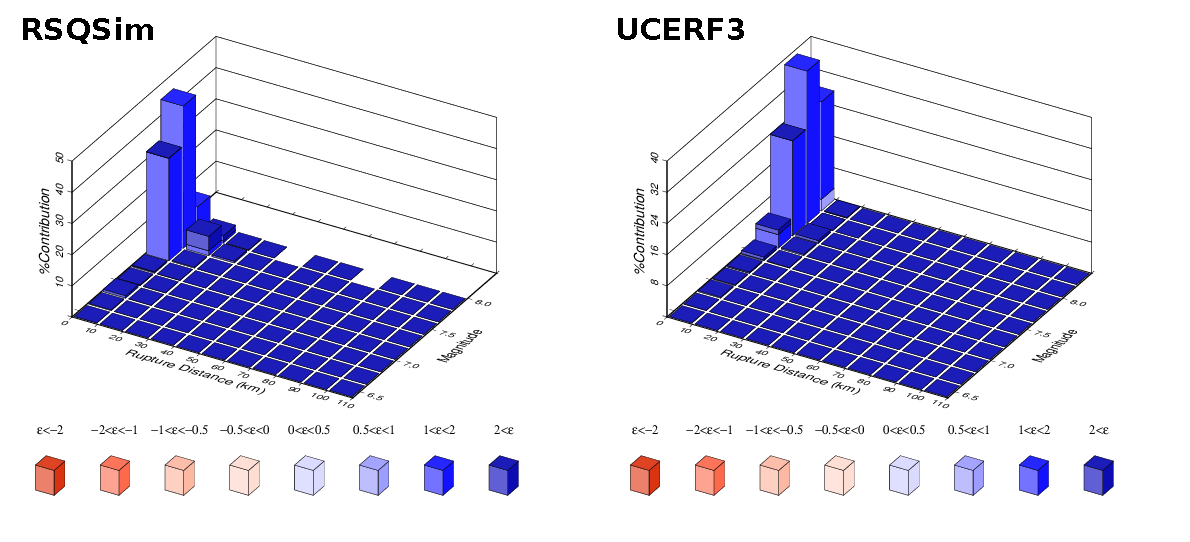 RSQSim
UCERF3
50
40
30
20
10
%Contribution
0
10
20
30
40
50
60
70
80
90
100
110
Rupture Distance (km)
6.5
7.0
7.5
8.0
Magnitude
ε<−2
−2<ε<−1
−1<ε<−0.5
−0.5<ε<0
0<ε<0.5
0.5<ε<1
1<ε<2
2<ε
40
32
24
16
8
%Contribution
0
10
20
30
40
50
60
70
80
90
100
110
Rupture Distance (km)
6.5
7.0
7.5
8.0
Magnitude
ε<−2
−2<ε<−1
−1<ε<−0.5
−0.5<ε<0
0<ε<0.5
0.5<ε<1
1<ε<2
2<ε